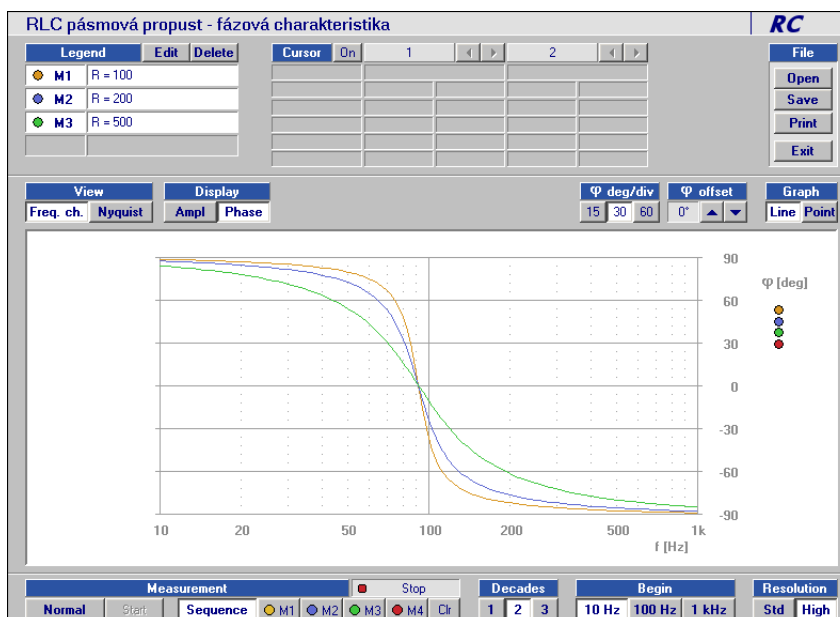 RLC pásmová propust - fázová charakteristika RC
Legend Edit Delete Cursor On 1 2 File
M1 R = 100
M2 R = 200
M3 R = 500
Open
Save
Print
Exit
View Display φ deg/div φ offset Graph
Freq. ch. Nyquist Ampl Phase 15 30 60 0° Line Point
90
φ [deg]
60
30
0
-30
-60
-90
10 20 50 100 200 500 1k
f [Hz]
Measurement Stop Decades Begin Resolution
Normal Start Sequence M1 M2 M3 M4 Clr 1 2 3 10 Hz 100 Hz 1 kHz Std High